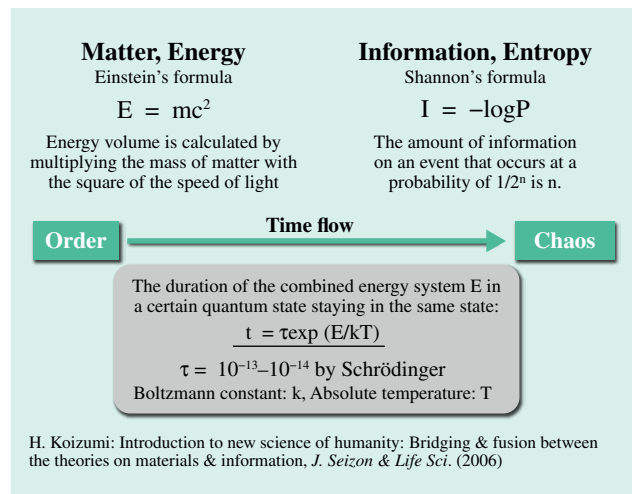 Matter, Energy
Einstein's formula
E = mc²
Energy volume is calculated by
multiplying the mass of matter with
the square of the speed of light
Information, Entropy
Shannon's formula
I = −logP
The amount of information
on an event that occurs at a
probability of 1/2ⁿ is n.
Order
Time flow
Chaos
The duration of the combined energy system E in
a certain quantum state staying in the same state:
t = τexp (E/kT)
τ = 10⁻¹³–10⁻¹⁴ by Schrödinger
Boltzmann constant: k, Absolute temperature: T
H. Koizumi: Introduction to new science of humanity: Bridging & fusion between
the theories on materials & information, J. Seizon & Life Sci. (2006)